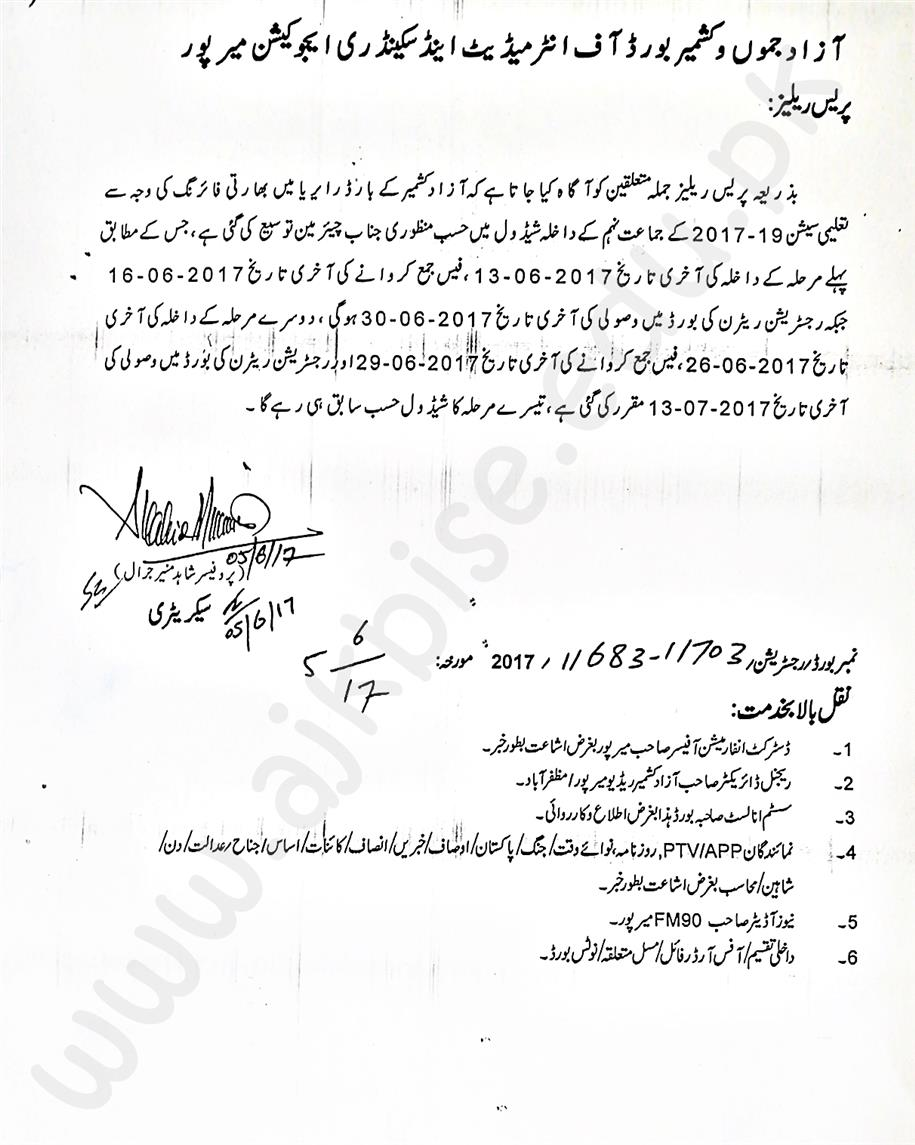 آزاد جموں و کشمیر بورڈ آف انٹرمیڈیٹ اینڈ سکینڈری ایجوکیشن میرپور
پریس ریلیز:
بذریعہ پریس ریلیز جملہ متعلقین کو آگاہ کیا جاتا ہے کہ آزاد کشمیر کے بارڈر ایریا میں بھارتی فائرنگ کی وجہ سے
تعلیمی سیشن 2017-19 کے جماعت نہم کے داخلہ شیڈول میں حسب منظوری جناب چیئرمین توسیع کی گئی ہے، جس کے مطابق
پہلے مرحلہ کے داخلہ کی آخری تاریخ 13-06-2017، فیس جمع کروانے کی آخری تاریخ 16-06-2017
جبکہ رجسٹریشن ریٹرن کی بورڈ میں وصولی کی آخری تاریخ 30-06-2017 ہوگی، دوسرے مرحلہ کے داخلہ کی آخری
تاریخ 26-06-2017، فیس جمع کروانے کی آخری تاریخ 29-06-2017 اور رجسٹریشن ریٹرن کی بورڈ میں وصولی کی
آخری تاریخ 13-07-2017 مقرر کی گئی ہے، تیسرے مرحلہ کا شیڈول حسب سابق ہی رہے گا۔
05/6/17
(پروفیسر شاہد منیر جرال)
سیکریٹری
05/6/17
نمبر بورڈ/رجسٹریشن/11683-11703/2017 مورخہ: 5/6/17
نقل بالا بخدمت:
1۔ ڈسٹرکٹ انفارمیشن آفیسر صاحب میرپور بغرض اشاعت بطور خبر۔
2۔ ریجنل ڈائریکٹر صاحب آزاد کشمیر ریڈیو میرپور/مظفرآباد۔
3۔ سسٹم انالسٹ صاحبہ بورڈ ہذا بغرض اطلاع و کارروائی۔
4۔ نمائندگان PTV/APP، روزنامہ، نوائے وقت/جنگ/پاکستان/اوصاف/خبریں/انصاف/کائنات/اساس/جناح/عدالت/دن/
شاہین/محاسب بغرض اشاعت بطور خبر۔
5۔ نیوز آڈیٹر صاحب FM90 میرپور۔
6۔ داخلی تقسیم/آفس آرڈر فائل/مسل متعلقہ/نوٹس بورڈ۔
www.ajkbise.edu.pk